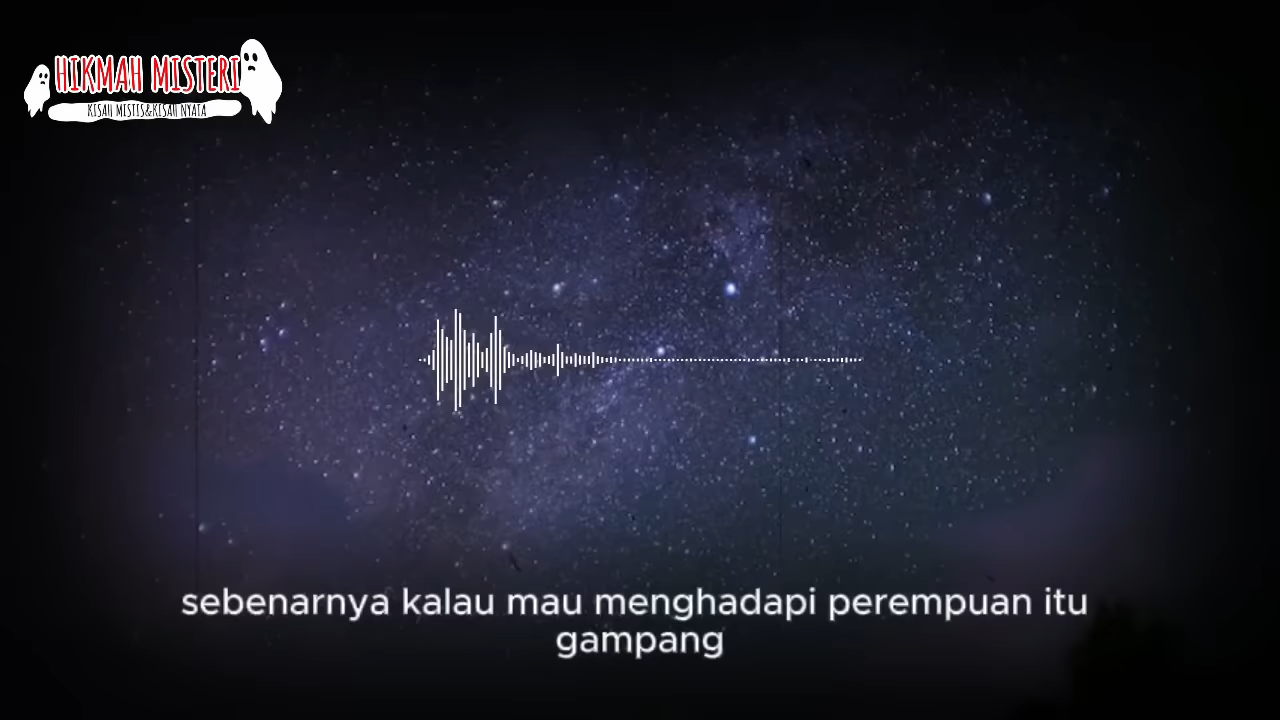 HIKMAH MISTERI
KISAH MISTIS&KISAH NYATA
sebenarnya kalau mau menghadapi perempuan itu
gampang